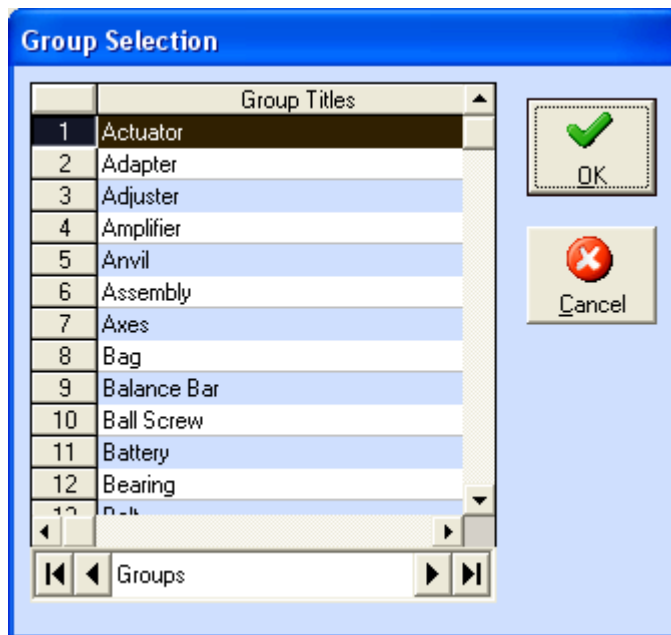 Group Selection
Group Titles
1 Actuator
2 Adapter
3 Adjuster
4 Amplifier
5 Anvil
6 Assembly
7 Axes
8 Bag
9 Balance Bar
10 Ball Screw
11 Battery
12 Bearing
OK
Cancel
Groups